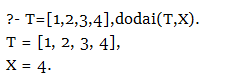 ?- T=[1,2,3,4],dodai(T,X).
T = [1, 2, 3, 4],
X = 4.